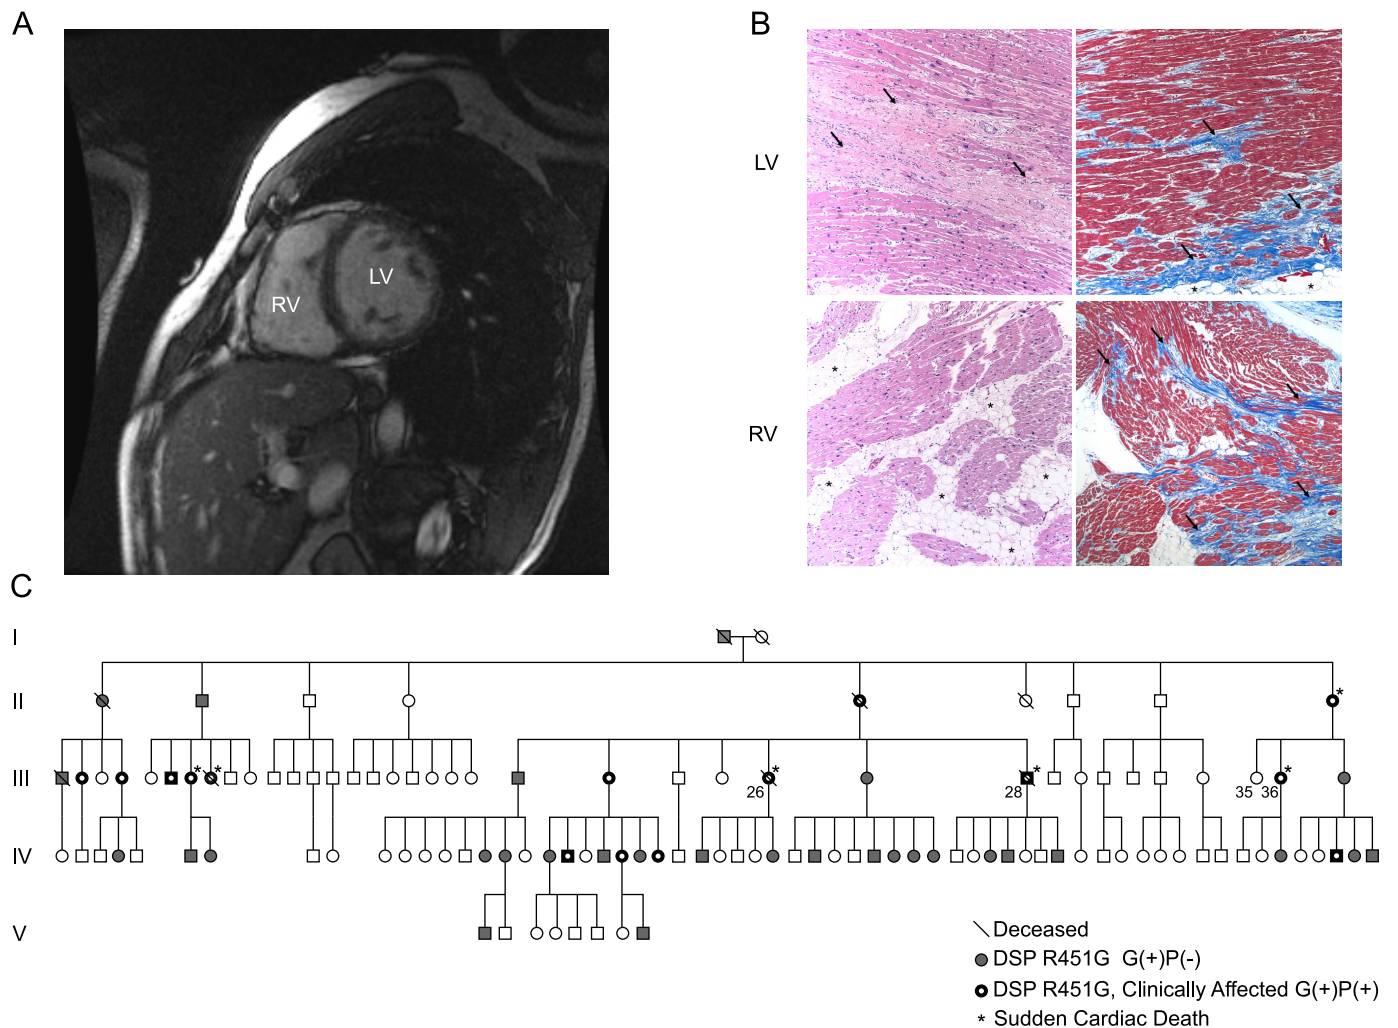 A
B
LV
RV
LV
RV
C
I
II
III
26
28
35 36
IV
V
Deceased
DSP R451G G(+)P(-)
DSP R451G, Clinically Affected G(+)P(+)
* Sudden Cardiac Death